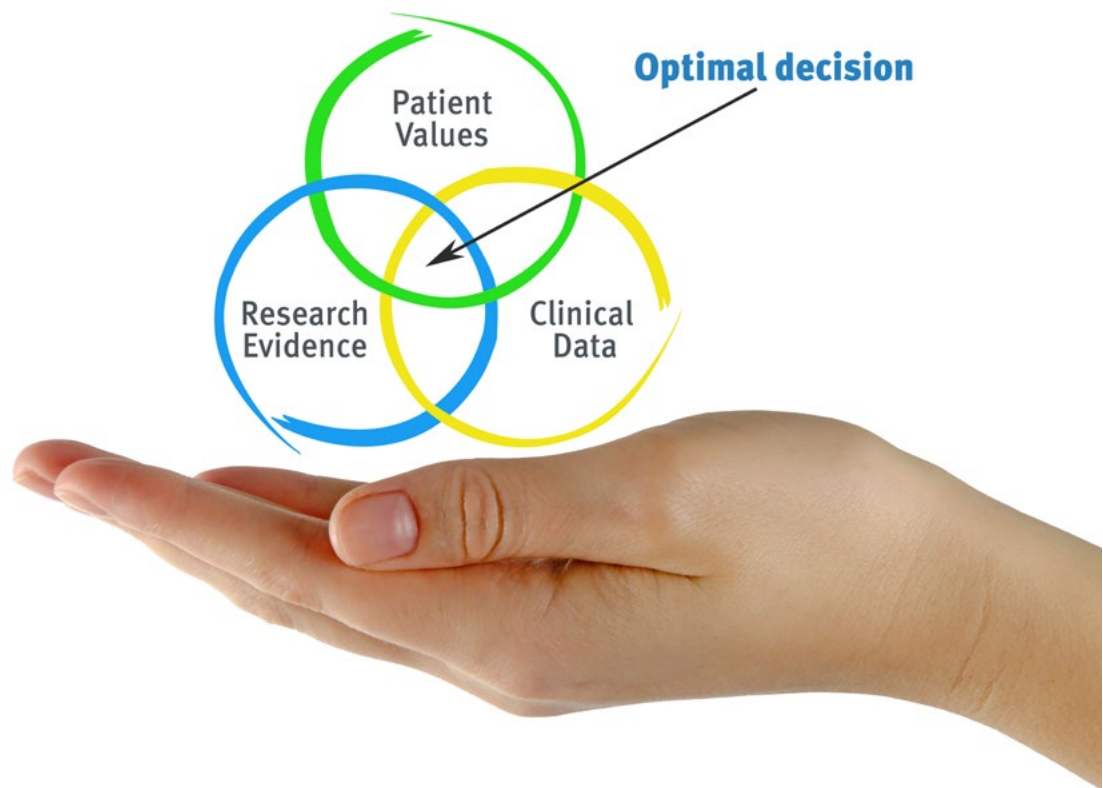 Optimal decision
Patient
Values
Research
Evidence
Clinical
Data